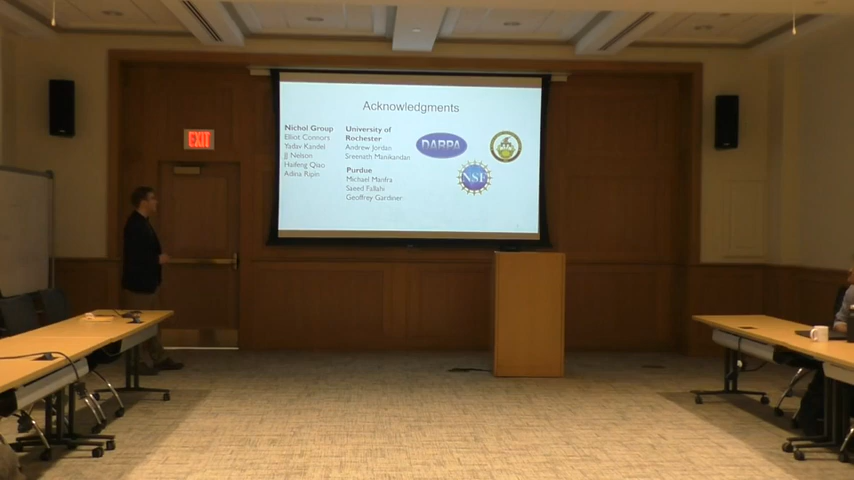 Acknowledgments
Nichol Group
Elliot Connors
Yadav Kandel
JJ Nelson
Haifeng Qiao
Adina Ripin
University of
Rochester
Andrew Jordan
Sreenath Manikandan
Purdue
Michael Manfra
Saeed Fallahi
Geoffrey Gardner
DARPA
NSF
EXIT